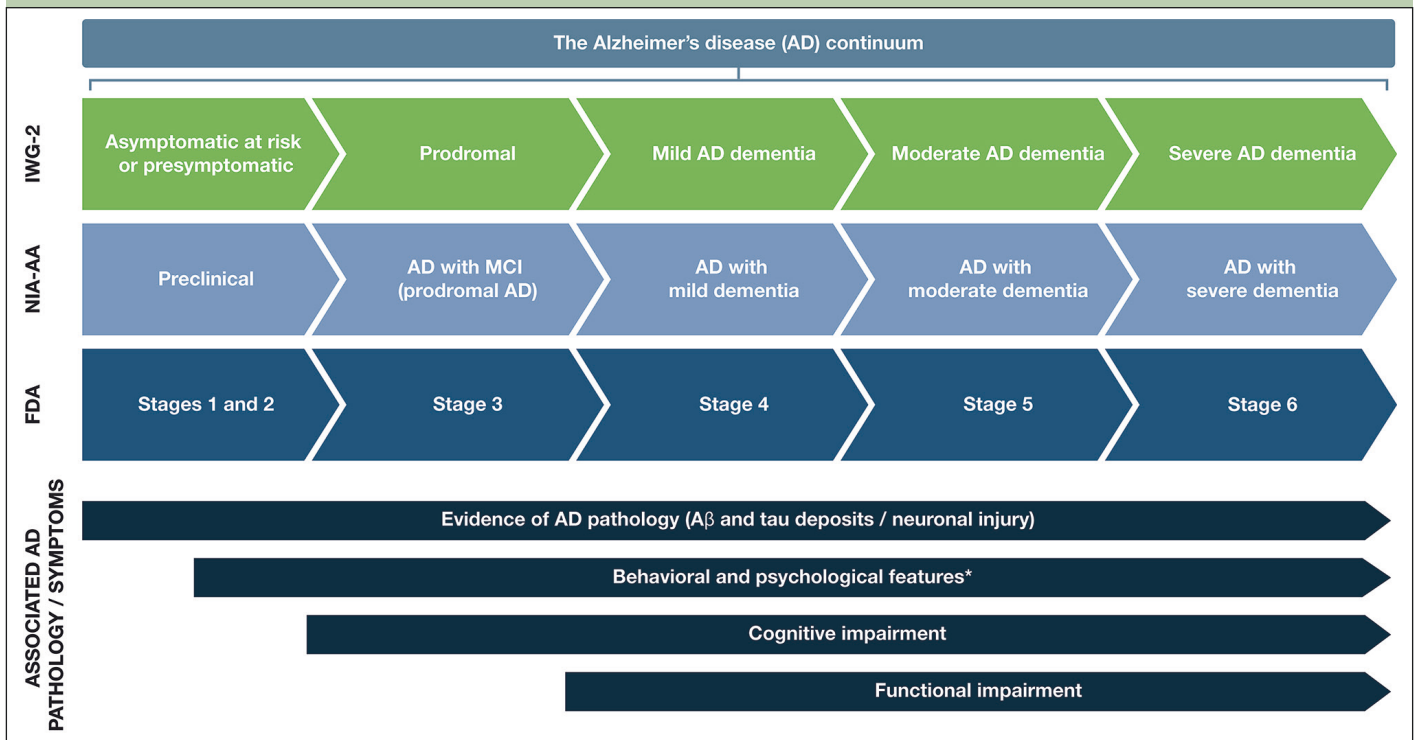 The Alzheimer’s disease (AD) continuum
IWG-2
Asymptomatic at risk
or presymptomatic
Prodromal
Mild AD dementia
Moderate AD dementia
Severe AD dementia
NIA-AA
Preclinical
AD with MCI
(prodromal AD)
AD with
mild dementia
AD with
moderate dementia
AD with
severe dementia
FDA
Stages 1 and 2
Stage 3
Stage 4
Stage 5
Stage 6
ASSOCIATED AD
PATHOLOGY / SYMPTOMS
Evidence of AD pathology (Aβ and tau deposits / neuronal injury)
Behavioral and psychological features*
Cognitive impairment
Functional impairment